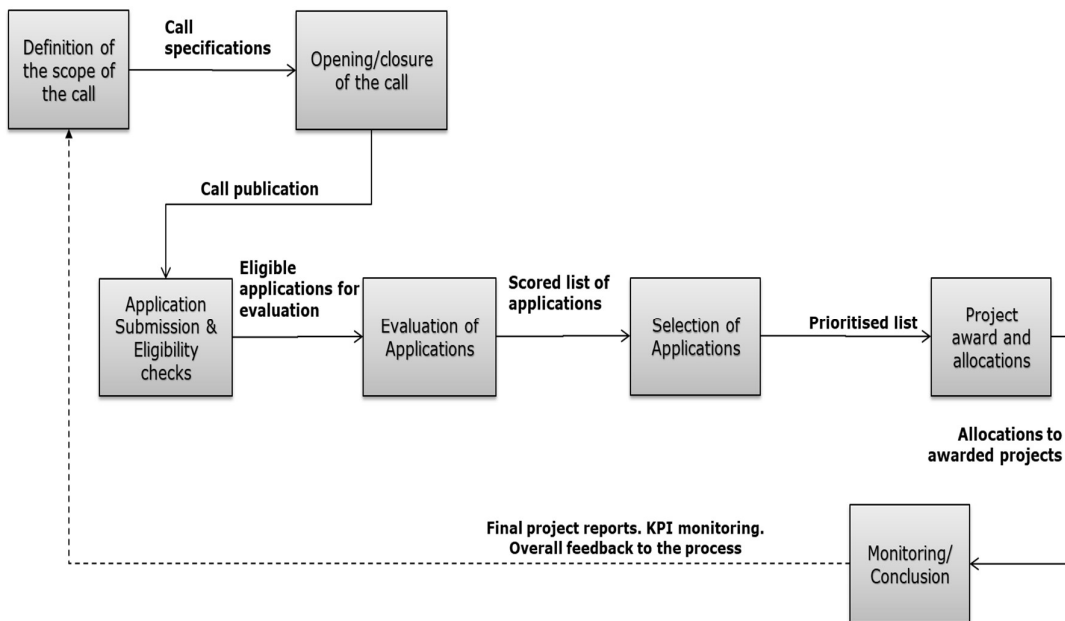 Definition of
the scope of
the call
Call
specifications
Opening/closure
of the call
Call publication
Application
Submission &
Eligibility
checks
Eligible
applications for
evaluation
Evaluation of
Applications
Scored list of
applications
Selection of
Applications
Prioritised list
Project
award and
allocations
Allocations to
awarded projects
Monitoring/
Conclusion
Final project reports. KPI monitoring.
Overall feedback to the process